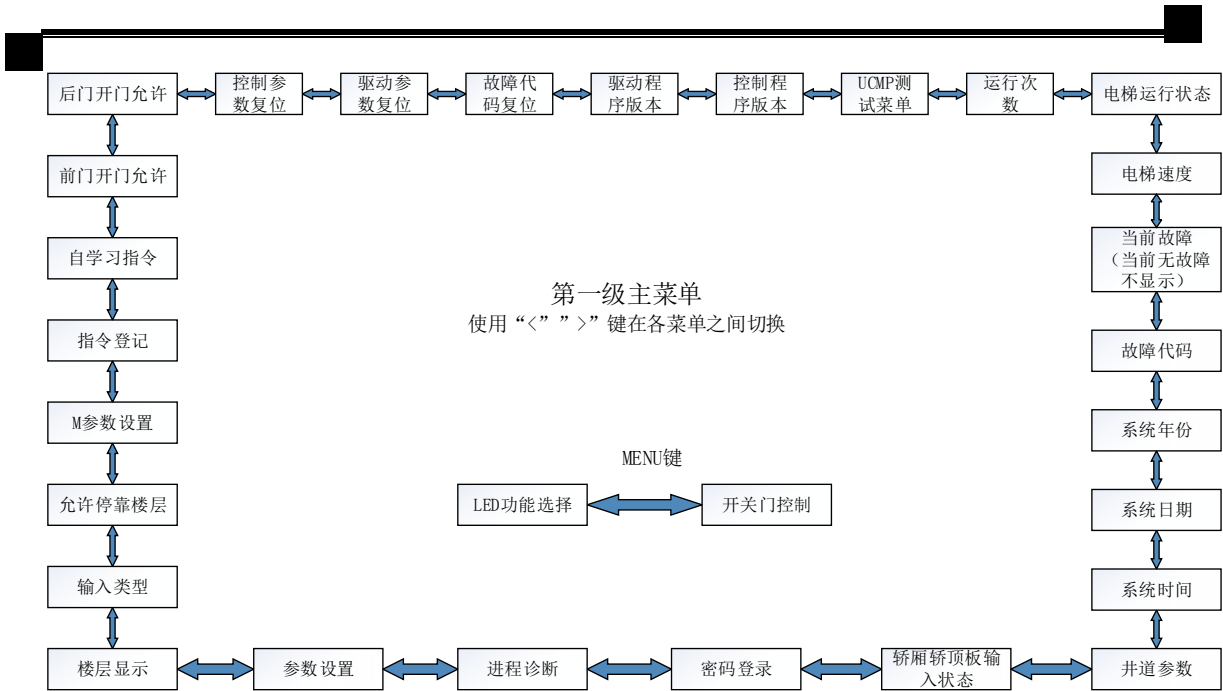 后门开门允许
控制参
数复位
驱动参
数复位
故障代
码复位
驱动程
序版本
控制程
序版本
UCMP测
试菜单
运行次
数
电梯运行状态
前门开门允许
电梯速度
自学习指令
当前故障
（当前无故障
不显示）
第一级主菜单
使用“<” ”>”键在各菜单之间切换
指令登记
故障代码
M参数设置
系统年份
MENU键
允许停靠楼层
LED功能选择
开关门控制
系统日期
输入类型
系统时间
楼层显示
参数设置
进程诊断
密码登录
轿厢轿顶板输
入状态
井道参数